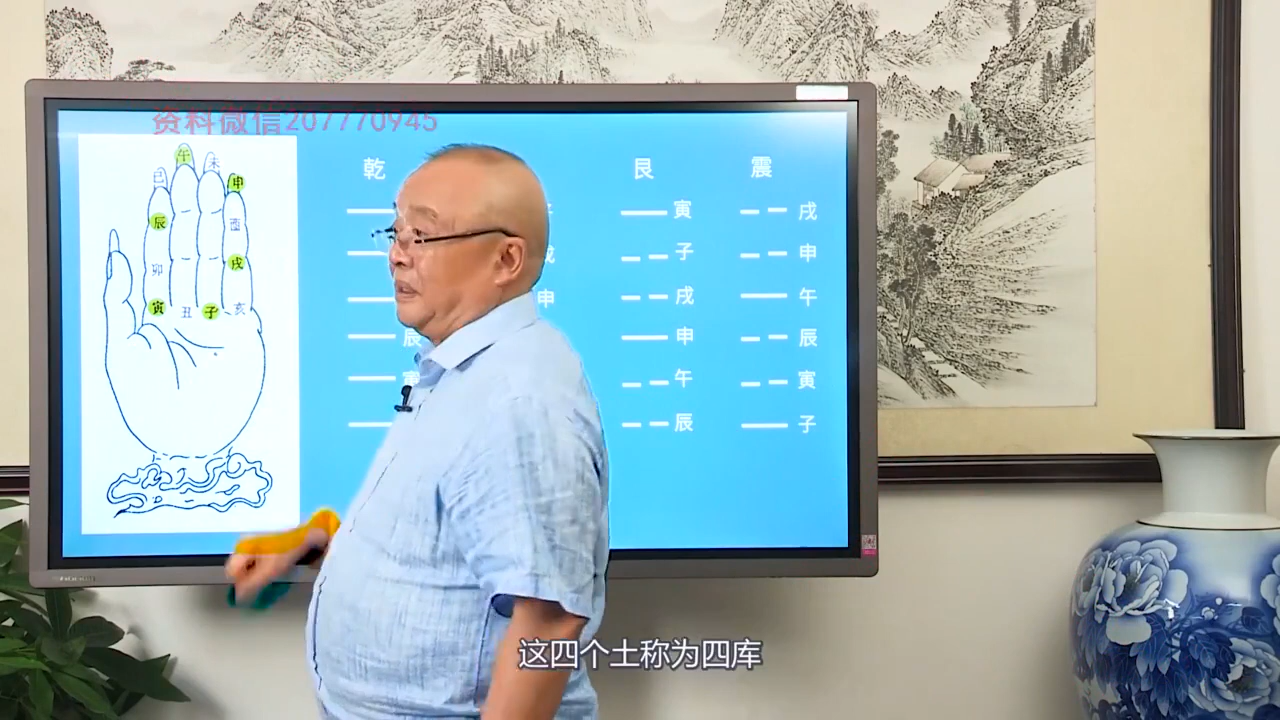 资料微信207770945
乾 艮 震
午
未
巳
申
辰
酉
卯
戌
寅
丑
子
亥
寅 戌
子 申
申 戌 午
辰 申 辰
午 寅
辰 子
这四个土称为四库